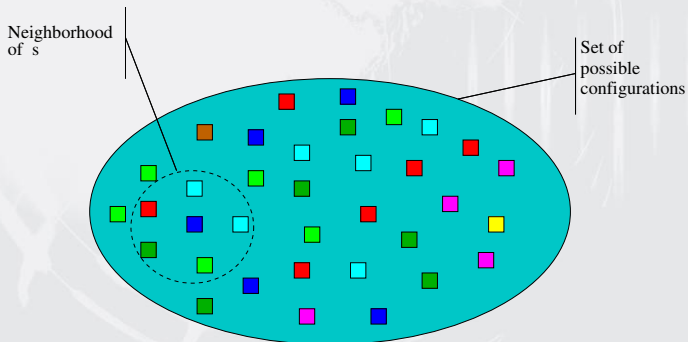 Neighborhood
of s
Set of
possible
configurations